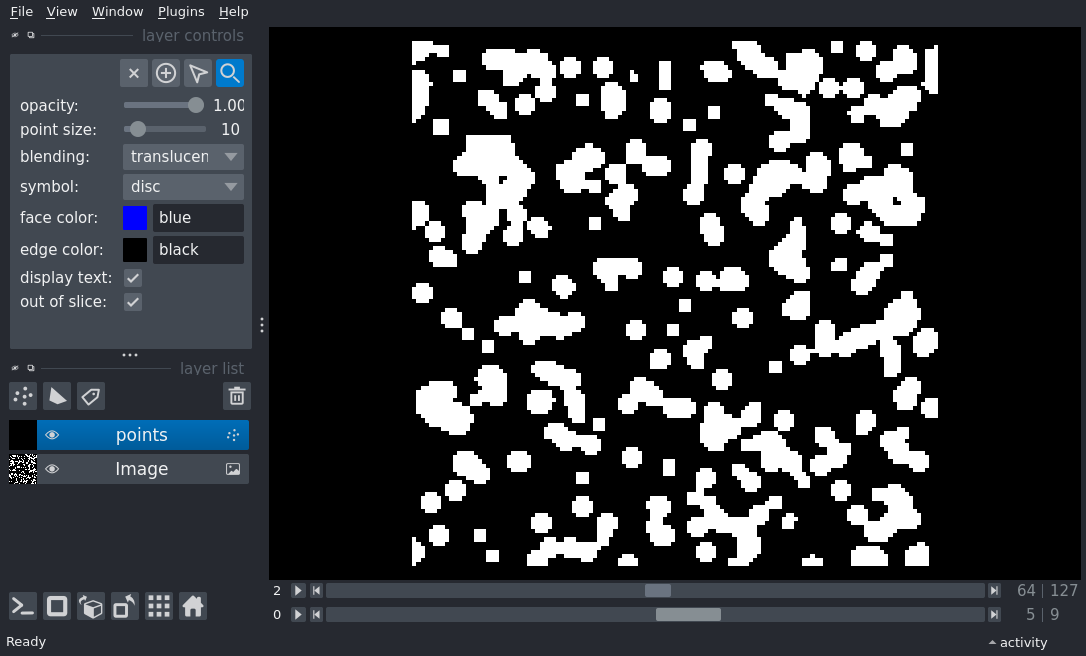 File View Window Plugins Help
layer controls
opacity: 1.00
point size: 10
blending: translucen
symbol: disc
face color: blue
edge color: black
display text:
out of slice:
layer list
points
Image
2 64 127
0 5 9
Ready activity